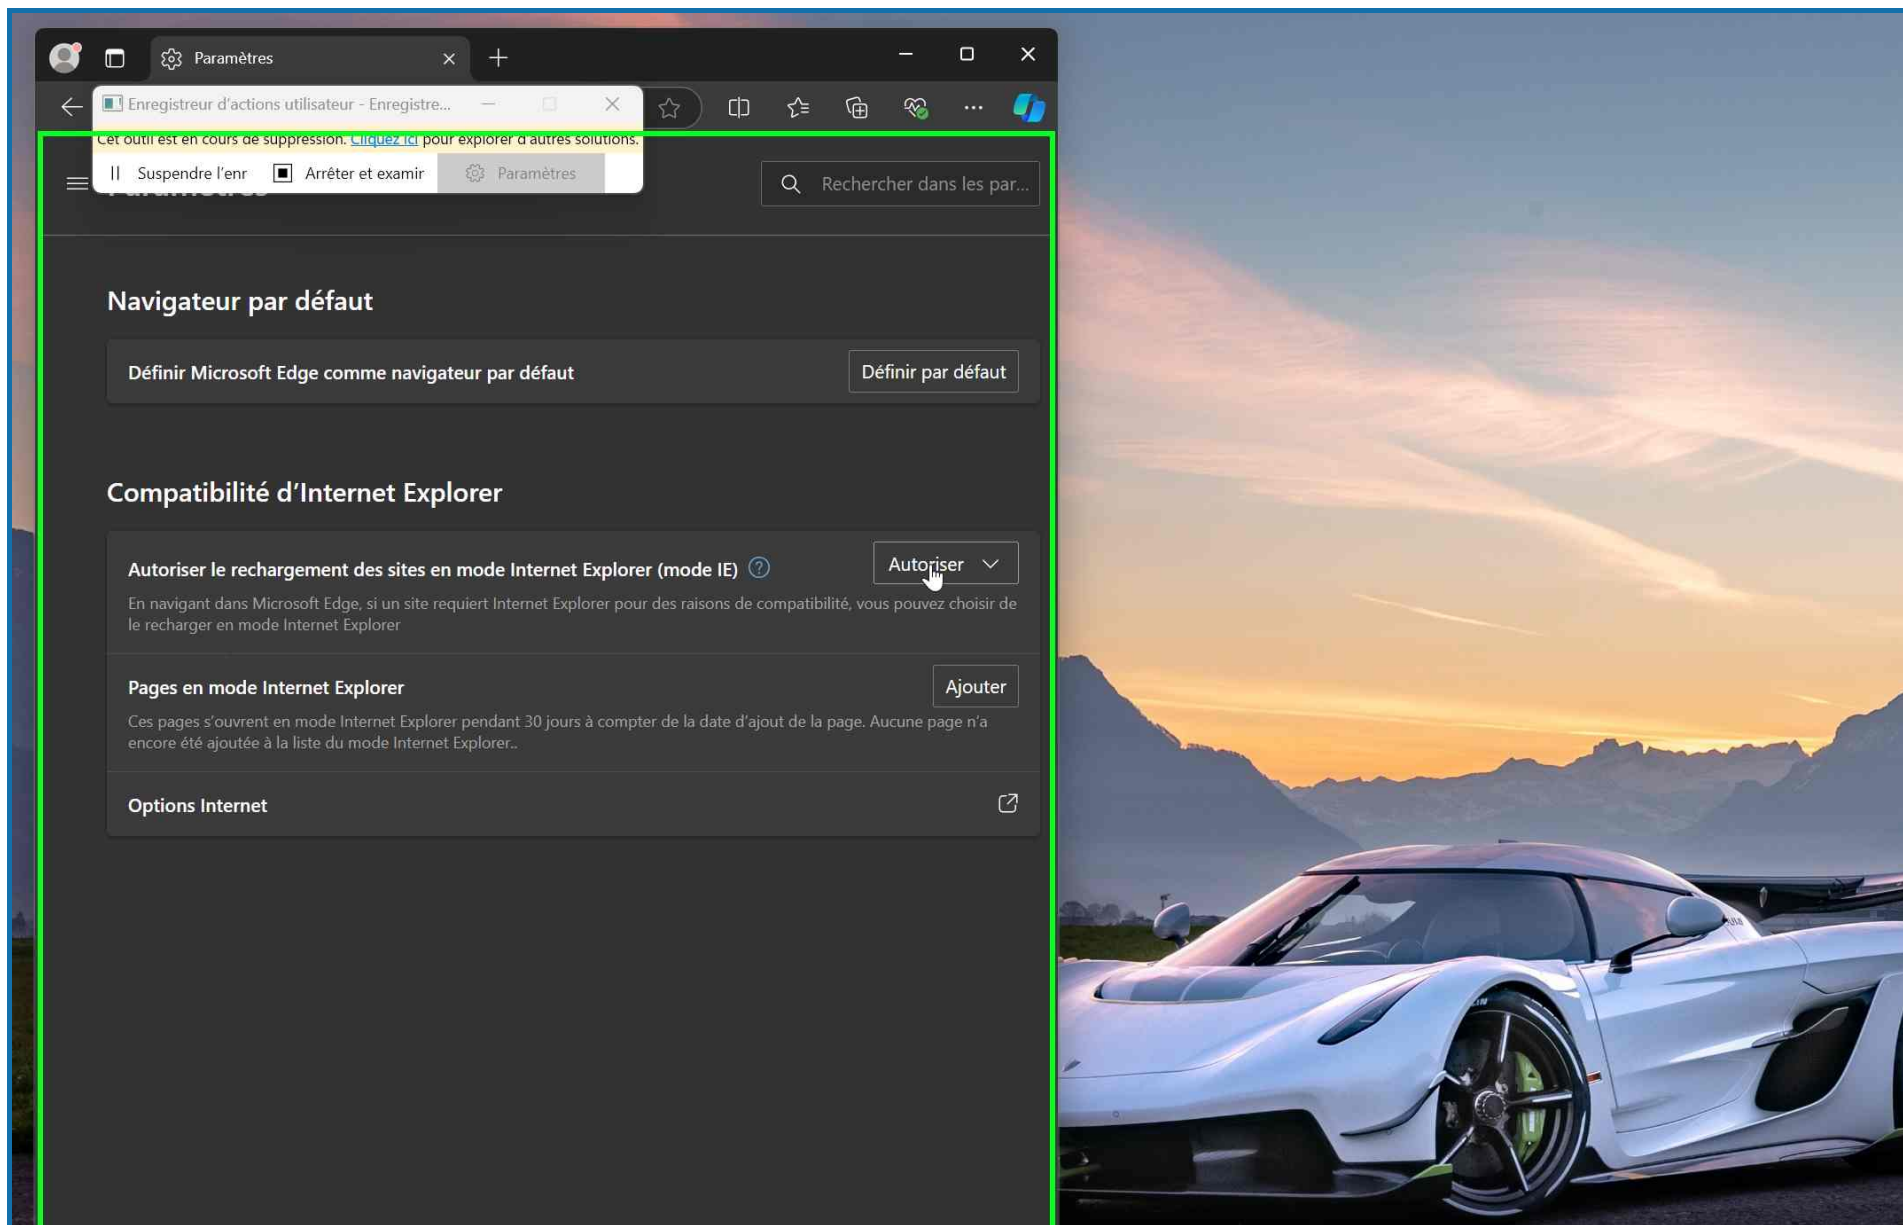 Paramètres
Enregistreur d'actions utilisateur - Enregistre...
Cet outil est en cours de suppression. Cliquez ici pour explorer d'autres solutions.
Suspendre l'enr Arrêter et examir Paramètres
Paramètres
Rechercher dans les par...
Navigateur par défaut
Définir Microsoft Edge comme navigateur par défaut
Définir par défaut
Compatibilité d'Internet Explorer
Autoriser le rechargement des sites en mode Internet Explorer (mode IE)
Autoriser
En navigant dans Microsoft Edge, si un site requiert Internet Explorer pour des raisons de compatibilité, vous pouvez choisir de
le recharger en mode Internet Explorer
Pages en mode Internet Explorer
Ajouter
Ces pages s'ouvrent en mode Internet Explorer pendant 30 jours à compter de la date d'ajout de la page. Aucune page n'a
encore été ajoutée à la liste du mode Internet Explorer..
Options Internet